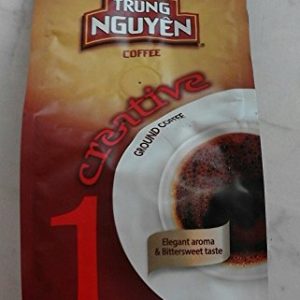 TRUNG
NGUYÊN
COFFEE
creative
1
GROUND COFFEE
Elegant aroma
& Bittersweet taste